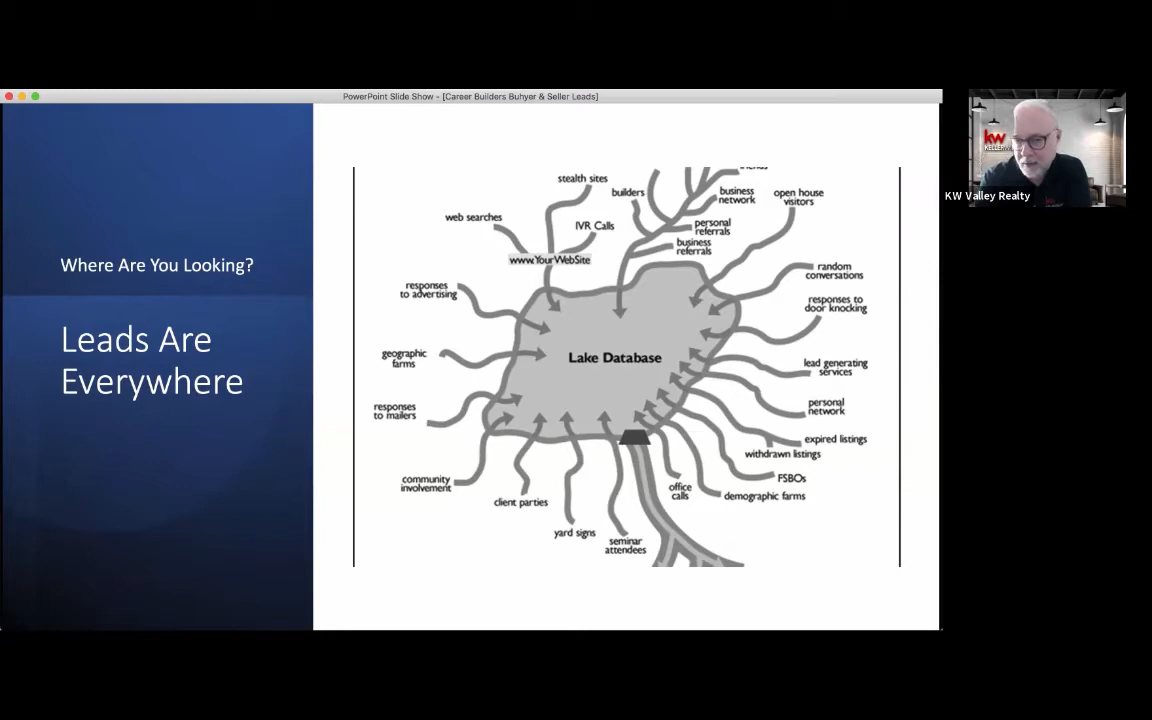 PowerPoint Slide Show - [Career Builders Buhyer & Seller Leads]
Where Are You Looking?
Leads Are
Everywhere
stealth sites
builders
business
network
open house
visitors
web searches
IVR Calls
personal
referrals
business
referrals
www.YourWebSite
responses
to advertising
random
conversations
responses to
door knocking
geographic
farms
Lake Database
lead generating
services
responses
to mailers
personal
network
expired listings
withdrawn listings
community
involvement
client parties
office
calls
FSBOs
demographic farms
yard signs
seminar
attendees
kw
KW Valley Realty